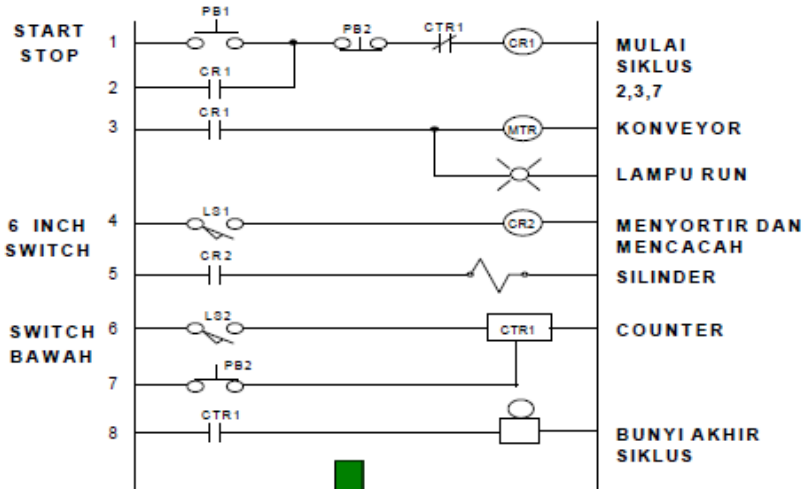 START
STOP
1
PB1
PB2
CTR1
CR1
MULAI
SIKLUS
2,3,7
2
CR1
3
CR1
MTR
KONVEYOR
LAMPU RUN
6 INCH
SWITCH
4
LS1
CR2
MENYORTIR DAN
MENCACAH
5
CR2
SILINDER
SWITCH
BAWAH
6
LS2
CTR1
COUNTER
7
PB2
8
CTR1
BUNYI AKHIR
SIKLUS